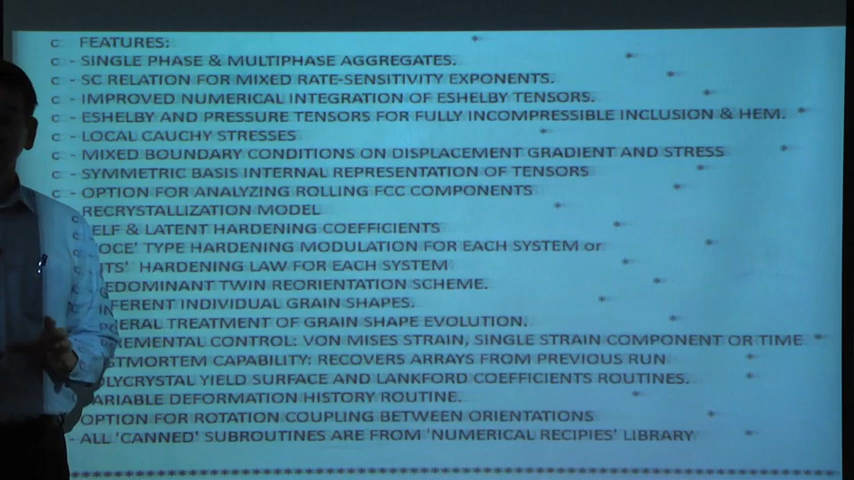 C FEATURES: *
C - SINGLE PHASE & MULTIPHASE AGGREGATES. *
C - SC RELATION FOR MIXED RATE-SENSITIVITY EXPONENTS. *
C - IMPROVED NUMERICAL INTEGRATION OF ESHELBY TENSORS. *
C - ESHELBY AND PRESSURE TENSORS FOR FULLY INCOMPRESSIBLE INCLUSION & HEM. *
C - LOCAL CAUCHY STRESSES *
C - MIXED BOUNDARY CONDITIONS ON DISPLACEMENT GRADIENT AND STRESS *
C - SYMMETRIC BASIS INTERNAL REPRESENTATION OF TENSORS *
C - OPTION FOR ANALYZING ROLLING FCC COMPONENTS *
RECRYSTALLIZATION MODEL *
C ELF & LATENT HARDENING COEFFICIENTS *
C OCE' TYPE HARDENING MODULATION FOR EACH SYSTEM or *
C TS' HARDENING LAW FOR EACH SYSTEM *
C EDOMINANT TWIN REORIENTATION SCHEME. *
C FFERENT INDIVIDUAL GRAIN SHAPES. *
ERAL TREATMENT OF GRAIN SHAPE EVOLUTION. *
REMENTAL CONTROL: VON MISES STRAIN, SINGLE STRAIN COMPONENT OR TIME *
STMORTEM CAPABILITY: RECOVERS ARRAYS FROM PREVIOUS RUN *
OLYCRYSTAL YIELD SURFACE AND LANKFORD COEFFICIENTS ROUTINES. *
ARIABLE DEFORMATION HISTORY ROUTINE. *
OPTION FOR ROTATION COUPLING BETWEEN ORIENTATIONS *
- ALL 'CANNED' SUBROUTINES ARE FROM 'NUMERICAL RECIPIES' LIBRARY *